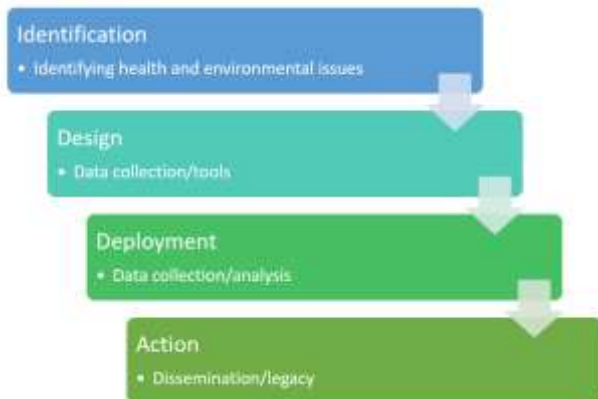 Identification
• Identifying health and environmental issues
Design
• Data collection/tools
Deployment
• Data collection/analysis
Action
• Dissemination/legacy